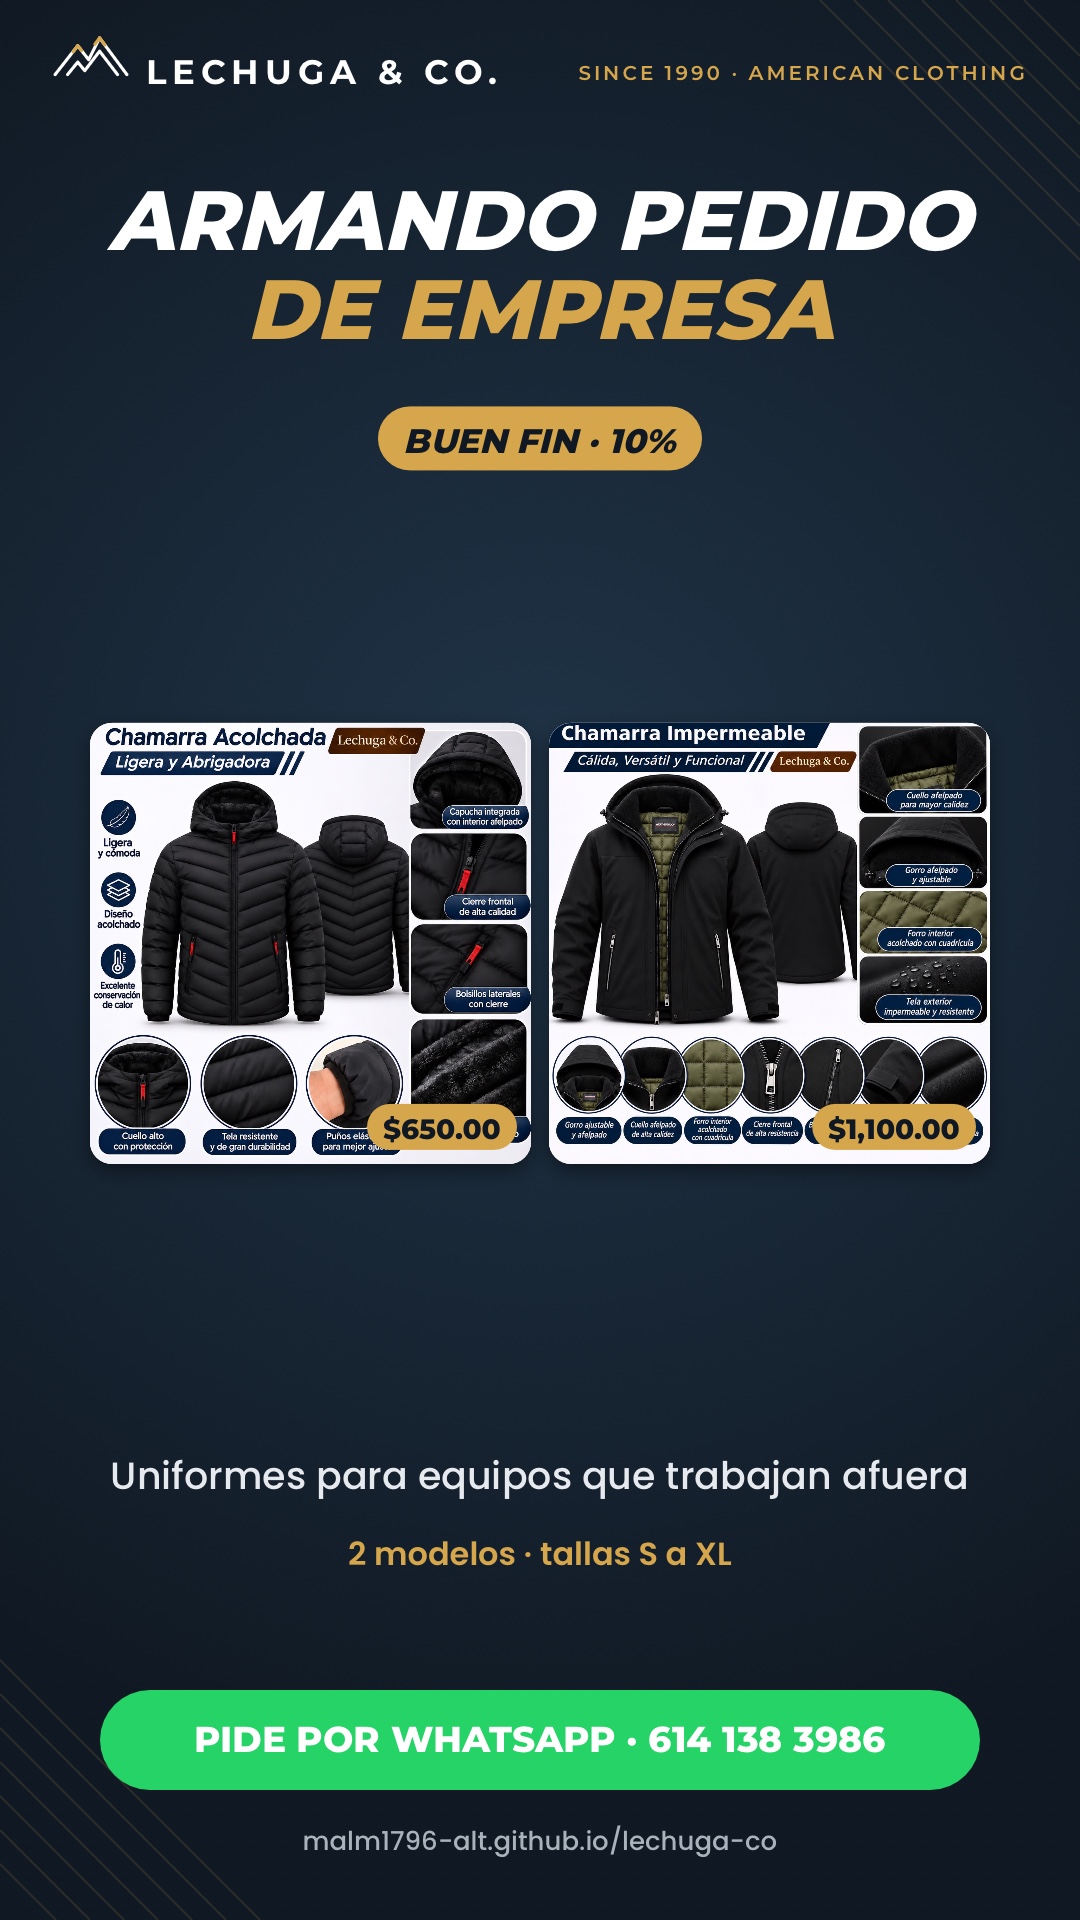 LECHUGA & CO.
SINCE 1990 · AMERICAN CLOTHING
ARMANDO PEDIDO
DE EMPRESA
BUEN FIN · 10%
Chamarra Acolchada
Lechuga & Co.
Ligera y Abrigadora
Capucha integrada
con interior afelpado
Ligera
y cómoda
Cierre frontal
de alta calidad
Diseño
acolchado
Bolsillos laterales
con cierre
Excelente
conservación
de calor
Cuello alto
con protección
Tela resistente
y de gran durabilidad
Puños
para mejor
$650.00
Chamarra Impermeable
Cálida, Versátil y Funcional
Lechuga & Co.
Cuello afelpado
para mayor calidez
Gorro afelpado
y ajustable
Forro interior
acolchado con cuadrícula
Tela exterior
impermeable y resistente
Gorro ajustable
y afelpado
Cuello afelpado
de alta calidez
Forro interior
acolchado
con cuadrícula
Cierre frontal
de alta resistencia
$1,100.00
Uniformes para equipos que trabajan afuera
2 modelos · tallas S a XL
PIDE POR WHATSAPP · 614 138 3986
malm1796-alt.github.io/lechuga-co